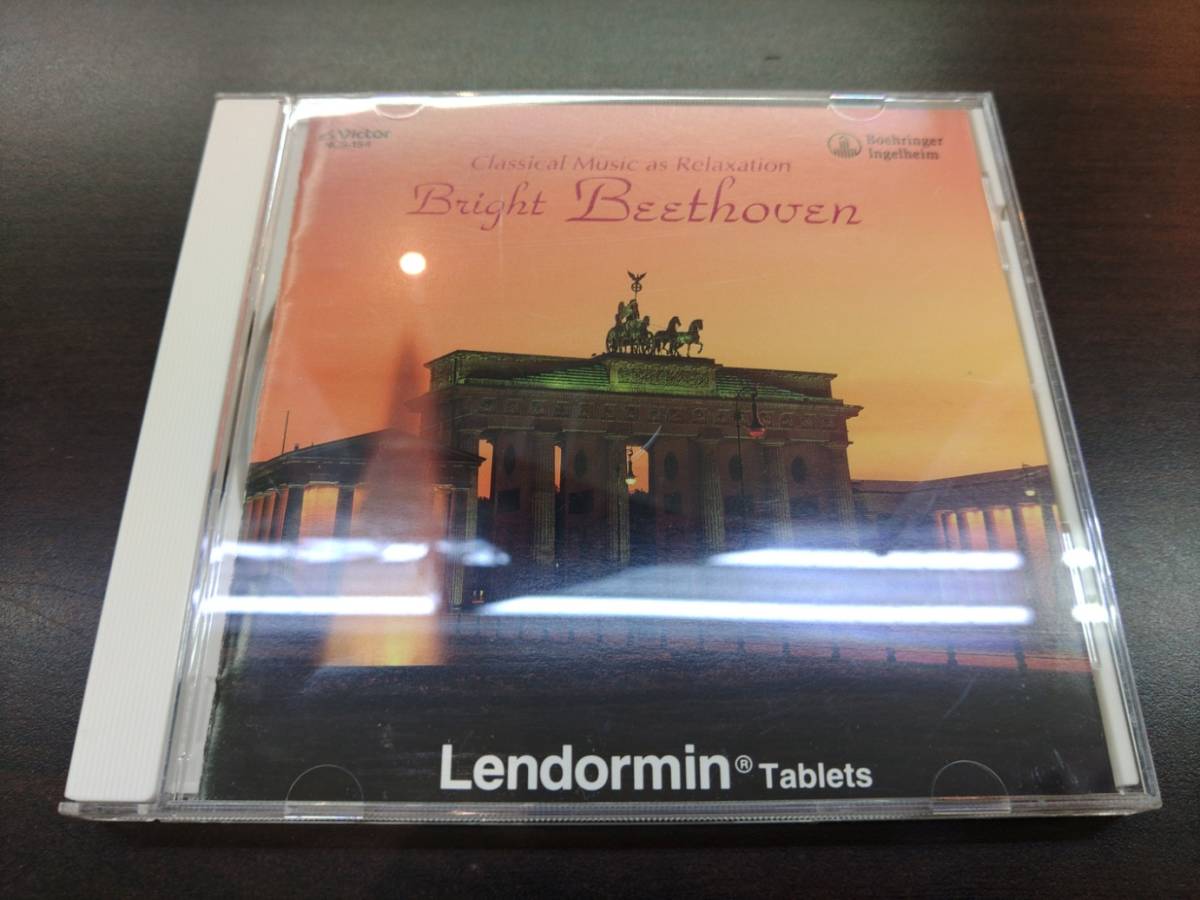 Victor
Boehringer
Ingelheim
Classical Music as Relaxation
Bright Beethoven
Lendormin® Tablets